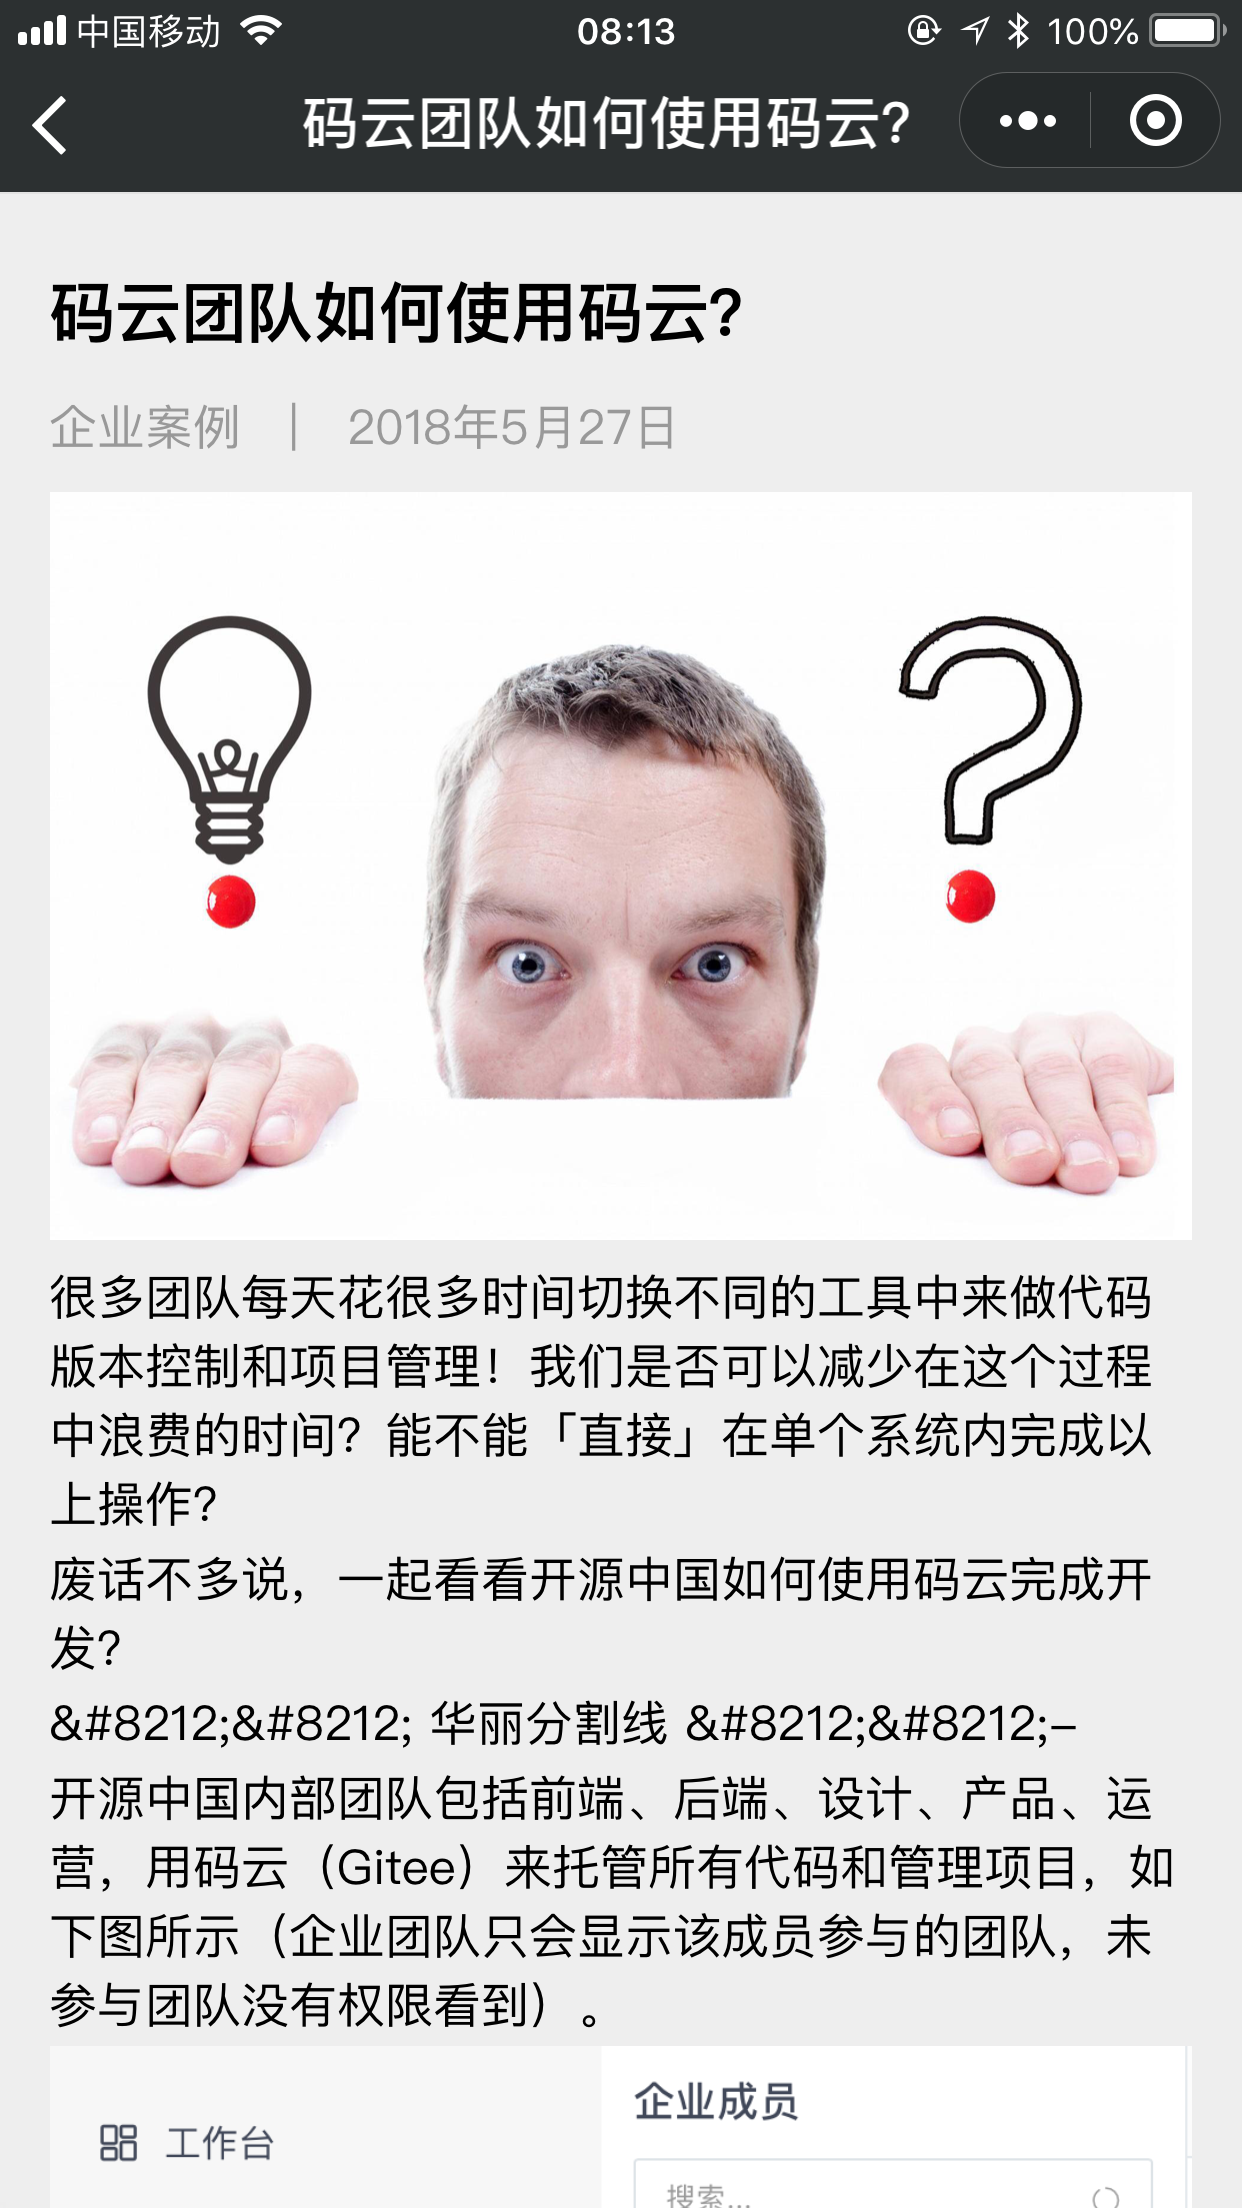 中国移动 08:13 100%
码云团队如何使用码云?
码云团队如何使用码云?
企业案例 | 2018年5月27日
很多团队每天花很多时间切换不同的工具中来做代码
版本控制和项目管理！我们是否可以减少在这个过程
中浪费的时间？能不能「直接」在单个系统内完成以
上操作？
废话不多说，一起看看开源中国如何使用码云完成开
发？
&#8212;&#8212; 华丽分割线 &#8212;&#8212;–
开源中国内部团队包括前端、后端、设计、产品、运
营，用码云（Gitee）来托管所有代码和管理项目，如
下图所示（企业团队只会显示该成员参与的团队，未
参与团队没有权限看到）。
企业成员
工作台
搜索...